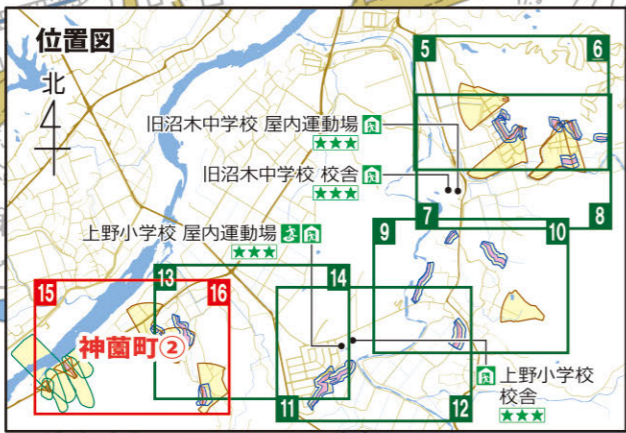 位置図
北
5
6
旧沼木中学校 屋内運動場
★★★
旧沼木中学校 校舎
★★★
7
8
上野小学校 屋内運動場
★★★
9
10
13
14
15
16
神薗町②
11
12
上野小学校
校舎
★★★